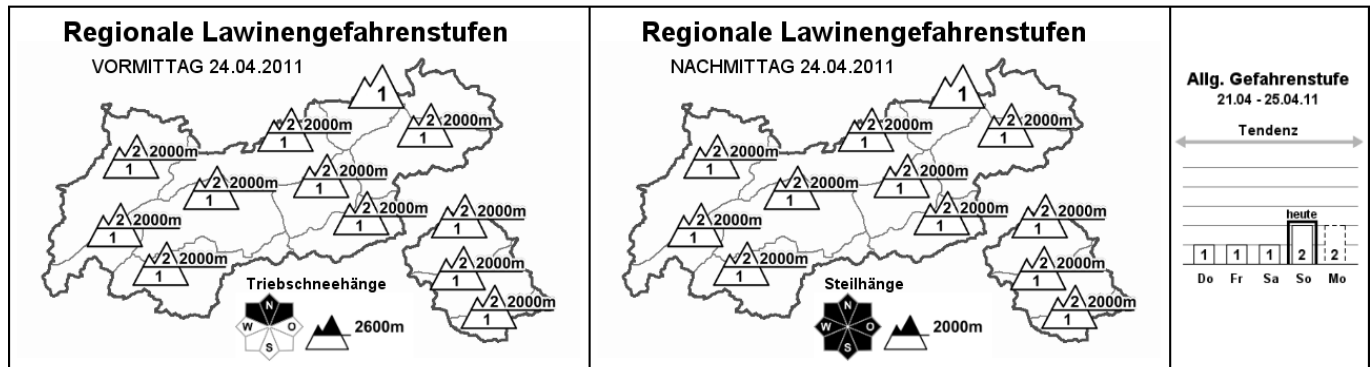 Regionale Lawinengefahrenstufen
VORMITTAG 24.04.2011
1
2 2000m
1
2 2000m
1
2 2000m
1
2 2000m
1
2 2000m
1
2 2000m
1
2 2000m
1
2 2000m
1
2 2000m
1
2 2000m
1
2 2000m
1
Triebschneehänge
N
W O
S
2600m
2 2000m
1
Regionale Lawinengefahrenstufen
NACHMITTAG 24.04.2011
1
2 2000m
1
2 2000m
1
2 2000m
1
2 2000m
1
2 2000m
1
2 2000m
1
2 2000m
1
2 2000m
1
2 2000m
1
2 2000m
1
2 2000m
1
Steilhänge
N
W O
S
2000m
2 2000m
1
Allg. Gefahrenstufe
21.04 - 25.04.11
Tendenz
heute
1 1 1 2 2
Do Fr Sa So Mo